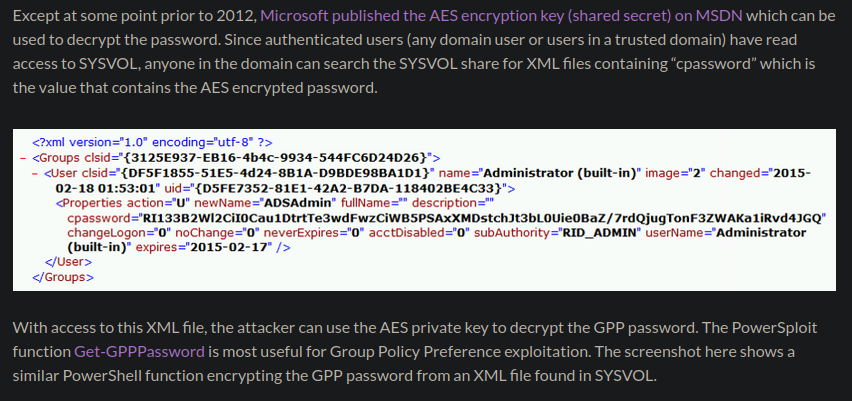 Except at some point prior to 2012, Microsoft published the AES encryption key (shared secret) on MSDN which can be
used to decrypt the password. Since authenticated users (any domain user or users in a trusted domain) have read
access to SYSVOL, anyone in the domain can search the SYSVOL share for XML files containing “cpassword” which is
the value that contains the AES encrypted password.
<?xml version="1.0" encoding="utf-8" ?>
- <Groups clsid="{3125E937-EB16-4b4c-9934-544FC6D24D26}">
- <User clsid="{DF5F1855-51E5-4d24-8B1A-D9BDE98BA1D1}" name="Administrator (built-in)" image="2" changed="2015-
02-18 01:53:01" uid="{D5FE7352-81E1-42A2-B7DA-118402BE4C33}">
<Properties action="U" newName="ADSAdmin" fullName="" description=""
cpassword="RI133B2Wl2CiI0Cau1DtrtTe3wdFwzCiWB5PSAxXMDstchJt3bL0Uie0BaZ/7rdQjugTonF3ZWAKa1iRvd4JGQ"
changeLogon="0" noChange="0" neverExpires="0" acctDisabled="0" subAuthority="RID_ADMIN" userName="Administrator
(built-in)" expires="2015-02-17" />
</User>
</Groups>
With access to this XML file, the attacker can use the AES private key to decrypt the GPP password. The PowerSploit
function Get-GPPPassword is most useful for Group Policy Preference exploitation. The screenshot here shows a
similar PowerShell function encrypting the GPP password from an XML file found in SYSVOL.